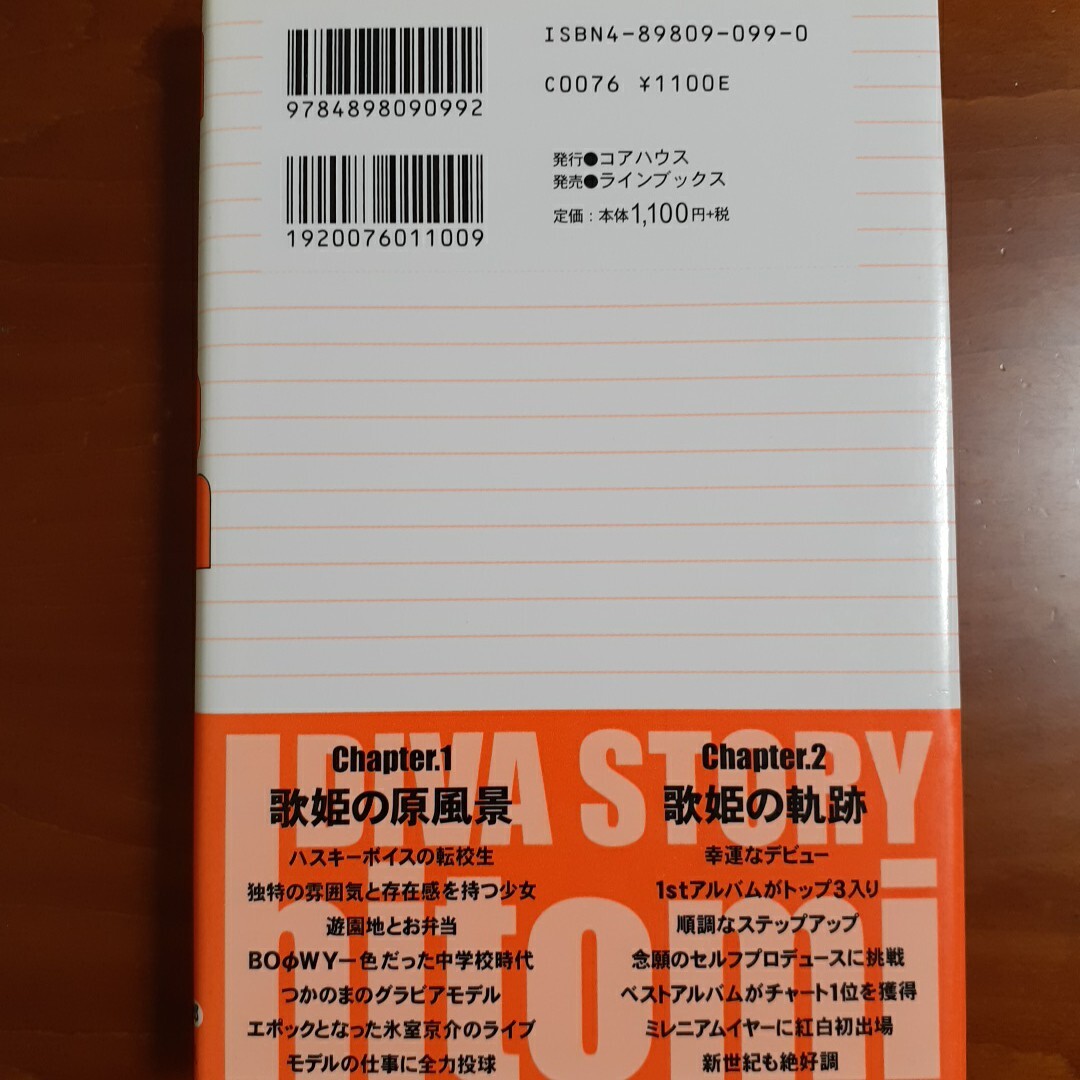 ISBN4-89809-099-0
C0076 ¥1100E
9784898090992
発行●コアハウス
発売●ラインブックス
定価：本体1,100円+税
1920076011009
DIVA STORY
hitomi
Chapter.1
歌姫の原風景
ハスキーボイスの転校生
独特の雰囲気と存在感を持つ少女
遊園地とお弁当
BOφWY一色だった中学校時代
つかのまのグラビアモデル
エポックとなった氷室京介のライブ
モデルの仕事に全力投球
Chapter.2
歌姫の軌跡
幸運なデビュー
1stアルバムがトップ3入り
順調なステップアップ
念願のセルフプロデュースに挑戦
ベストアルバムがチャート1位を獲得
ミレニアムイヤーに紅白初出場
新世紀も絶好調